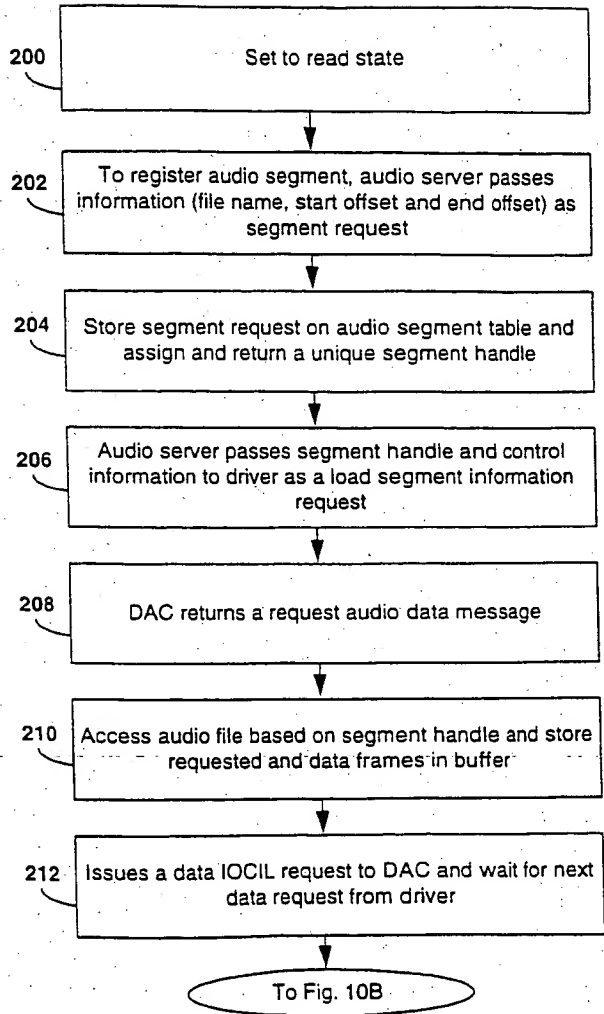 200
Set to read state
202
To register audio segment, audio server passes
information (file name, start offset and end offset) as
segment request
204
Store segment request on audio segment table and
assign and return a unique segment handle
206
Audio server passes segment handle and control
information to driver as a load segment information
request
208
DAC returns a request audio data message
210
Access audio file based on segment handle and store
requested and data frames in buffer
212
Issues a data IOCIL request to DAC and wait for next
data request from driver
To Fig. 10B